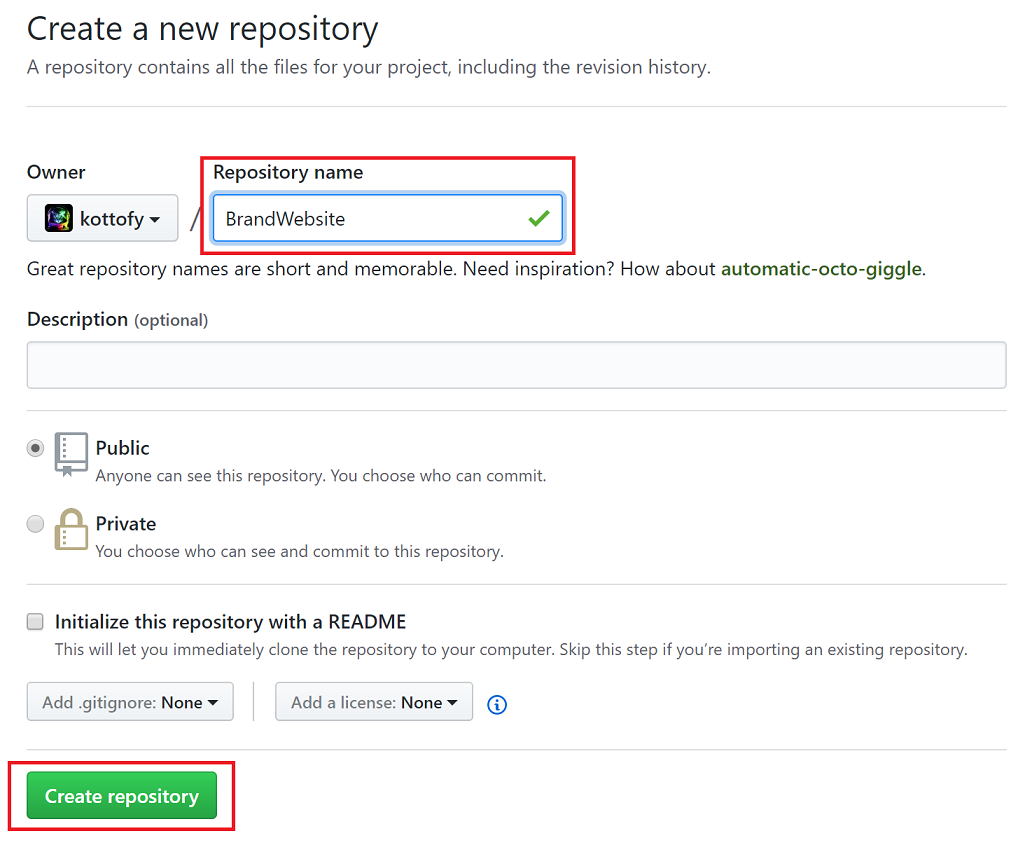 Create a new repository
A repository contains all the files for your project, including the revision history.
Owner
Repository name
kottofy / BrandWebsite
Great repository names are short and memorable. Need inspiration? How about automatic-octo-giggle.
Description (optional)
Public
Anyone can see this repository. You choose who can commit.
Private
You choose who can see and commit to this repository.
Initialize this repository with a README
This will let you immediately clone the repository to your computer. Skip this step if you’re importing an existing repository.
Add .gitignore: None
Add a license: None
Create repository